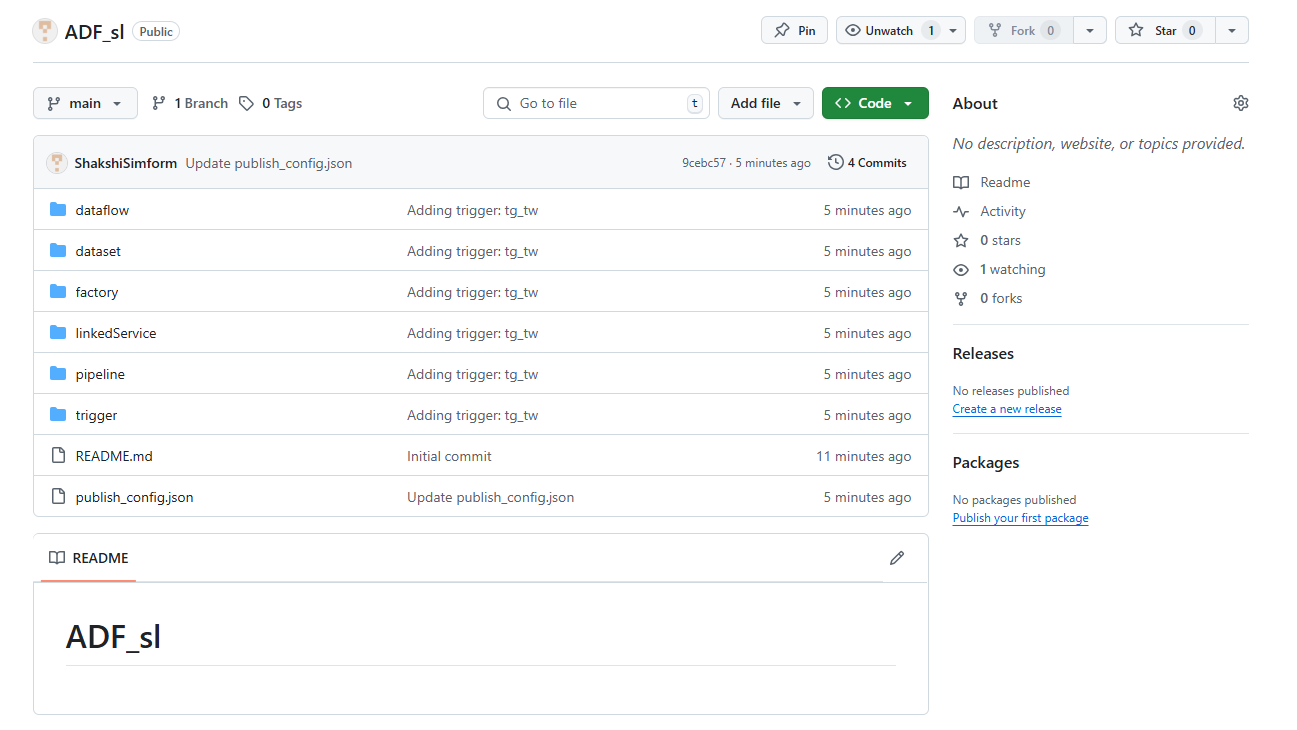 ADF_sl Public Pin Unwatch 1 Fork 0 Star 0
main 1 Branch 0 Tags Go to file t Add file Code
About
No description, website, or topics provided.
ShakshiSimform Update publish_config.json 9cebc57 · 5 minutes ago 4 Commits
Readme
dataflow Adding trigger: tg_tw 5 minutes ago
Activity
dataset Adding trigger: tg_tw 5 minutes ago
0 stars
1 watching
factory Adding trigger: tg_tw 5 minutes ago
0 forks
linkedService Adding trigger: tg_tw 5 minutes ago
Releases
pipeline Adding trigger: tg_tw 5 minutes ago
No releases published
Create a new release
trigger Adding trigger: tg_tw 5 minutes ago
README.md Initial commit 11 minutes ago
Packages
publish_config.json Update publish_config.json 5 minutes ago
No packages published
Publish your first package
README
ADF_sl